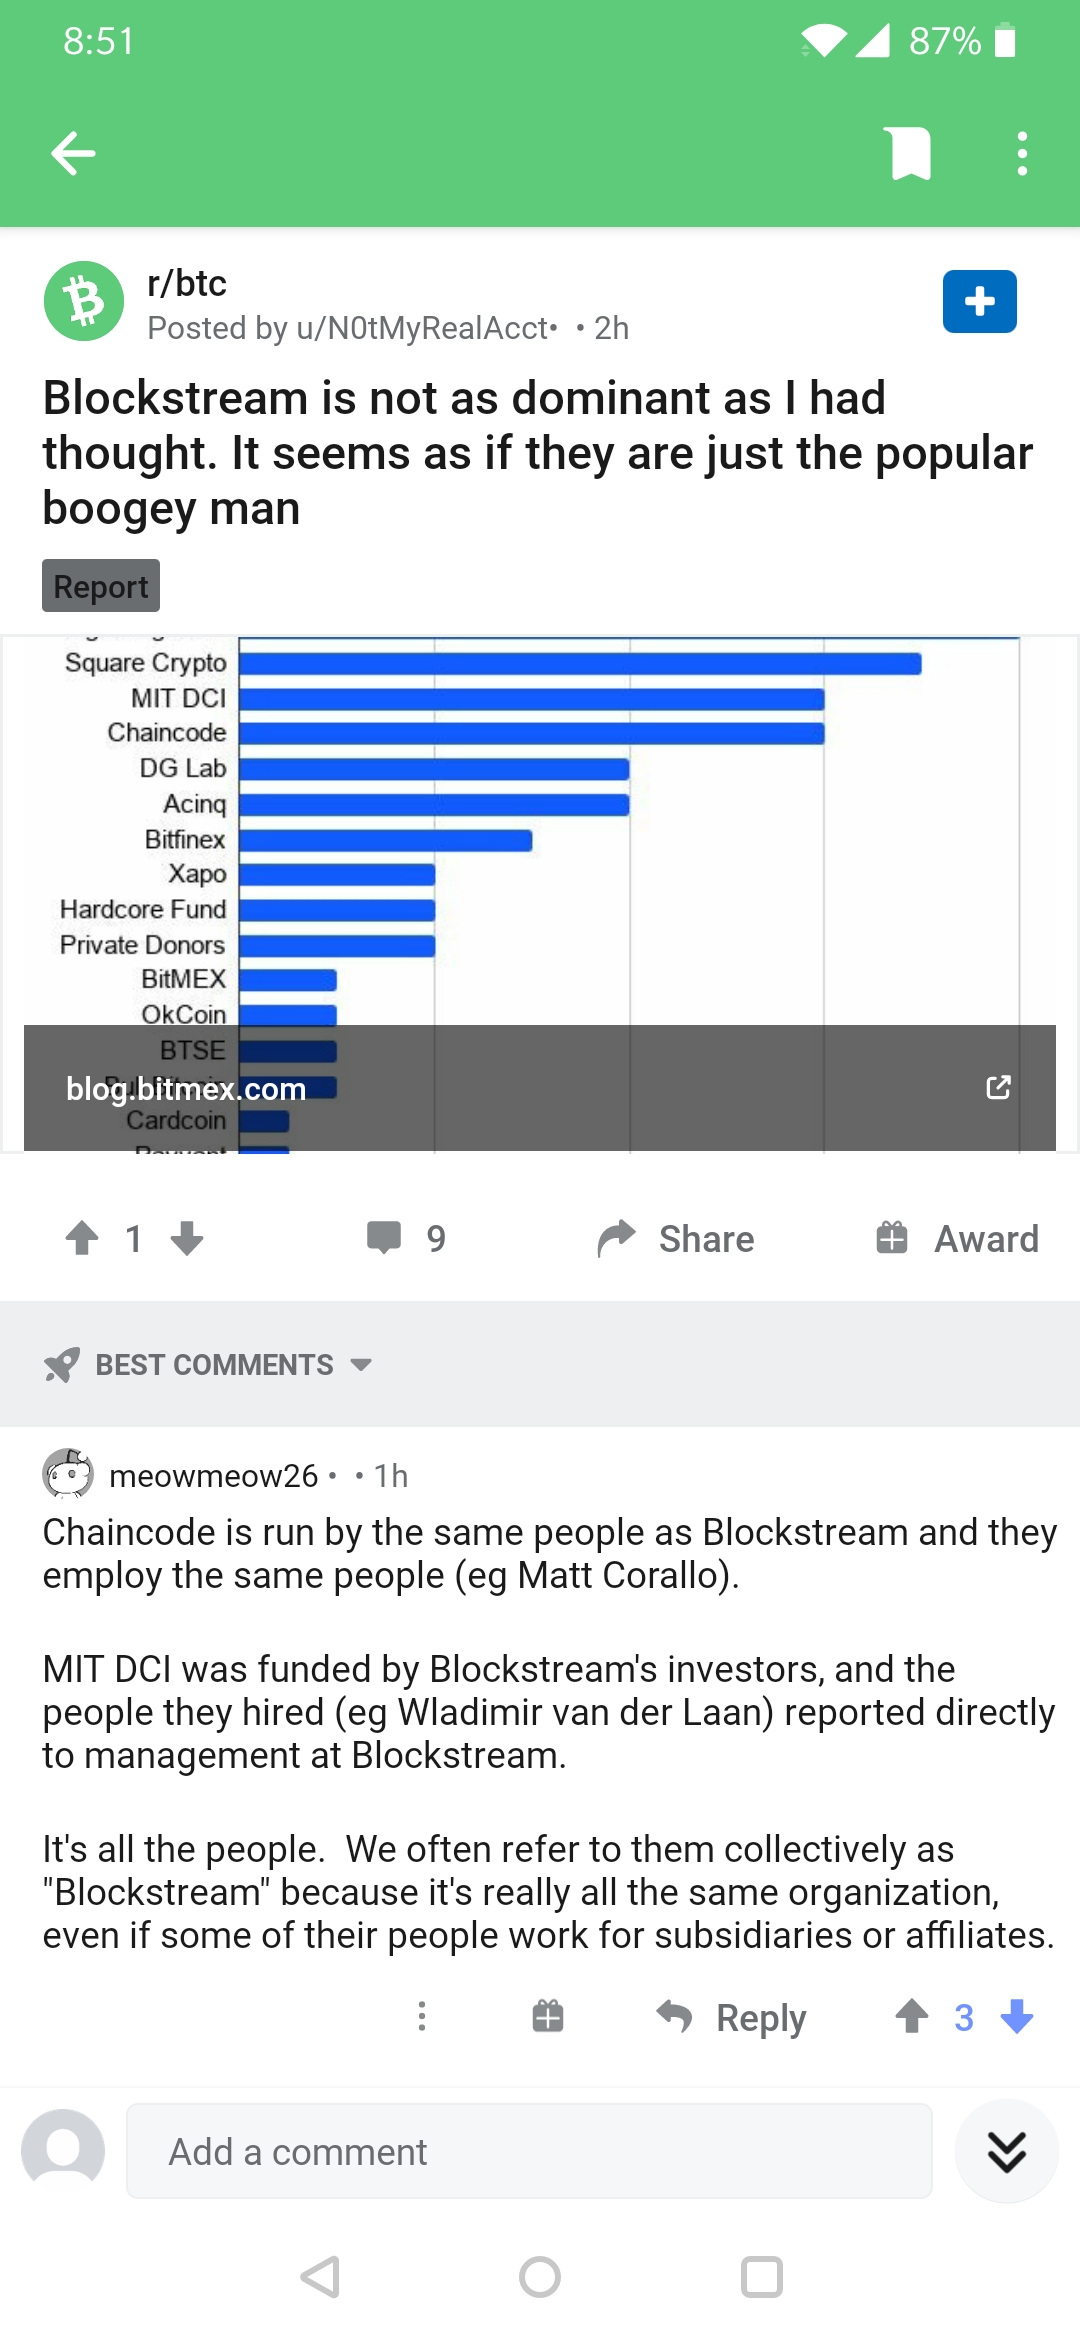 8:51
87%
r/btc
Posted by u/N0tMyRealAcct• • 2h
Blockstream is not as dominant as I had
thought. It seems as if they are just the popular
boogey man
Report
Square Crypto
MIT DCI
Chaincode
DG Lab
Acinq
Bitfinex
Xapo
Hardcore Fund
Private Donors
BitMEX
OkCoin
BTSE
blog.bitmex.com
Cardcoin
1
9
Share
Award
BEST COMMENTS
meowmeow26 • • 1h
Chaincode is run by the same people as Blockstream and they
employ the same people (eg Matt Corallo).
MIT DCI was funded by Blockstream's investors, and the
people they hired (eg Wladimir van der Laan) reported directly
to management at Blockstream.
It's all the people.  We often refer to them collectively as
"Blockstream" because it's really all the same organization,
even if some of their people work for subsidiaries or affiliates.
Reply
3
Add a comment